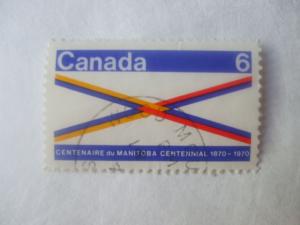 Canada 6
CENTENAIRE du MANITOBA CENTENNIAL 1870-1970